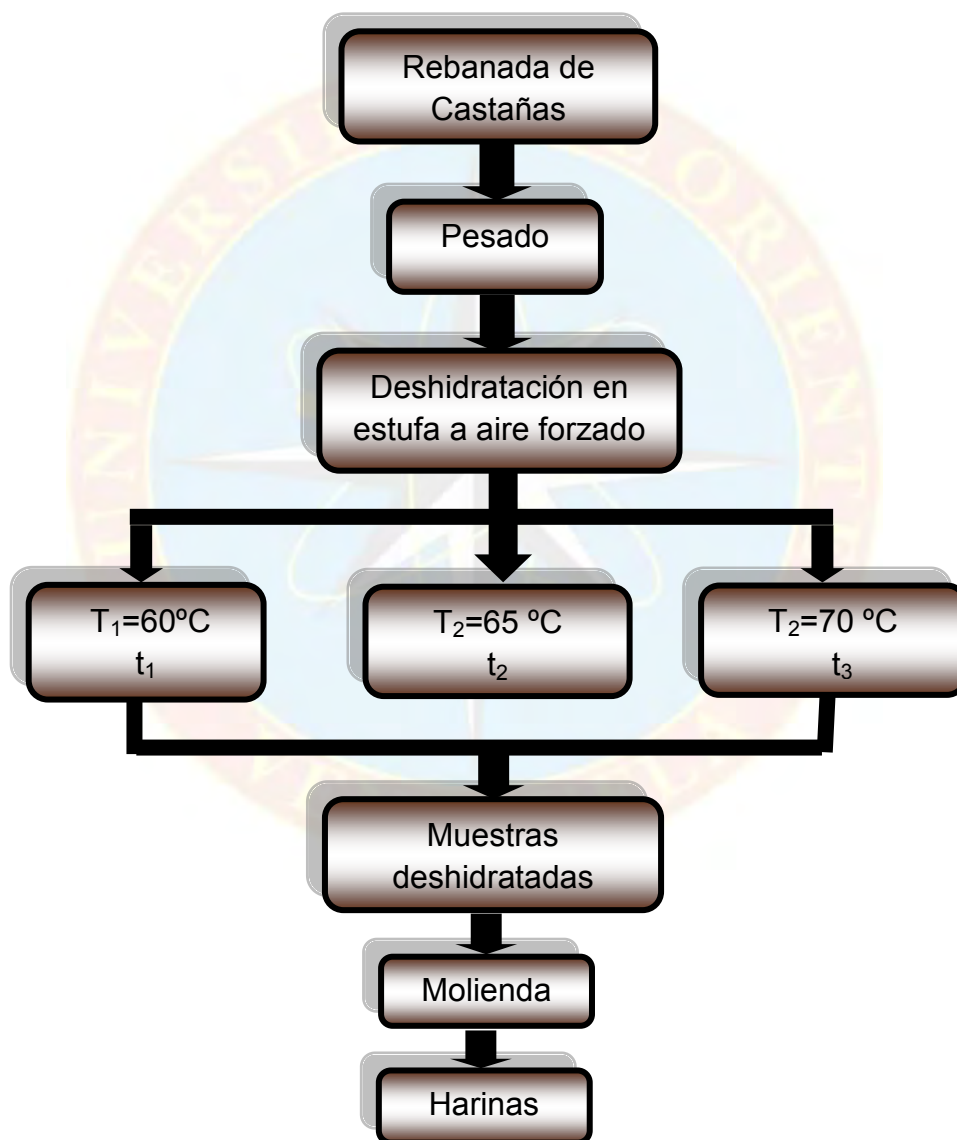 Rebanada de
Castañas
Pesado
Deshidratación en
estufa a aire forzado
T₁=60ºC
t₁
T₂=65 ºC
t₂
T₂=70 ºC
t₃
Muestras
deshidratadas
Molienda
Harinas